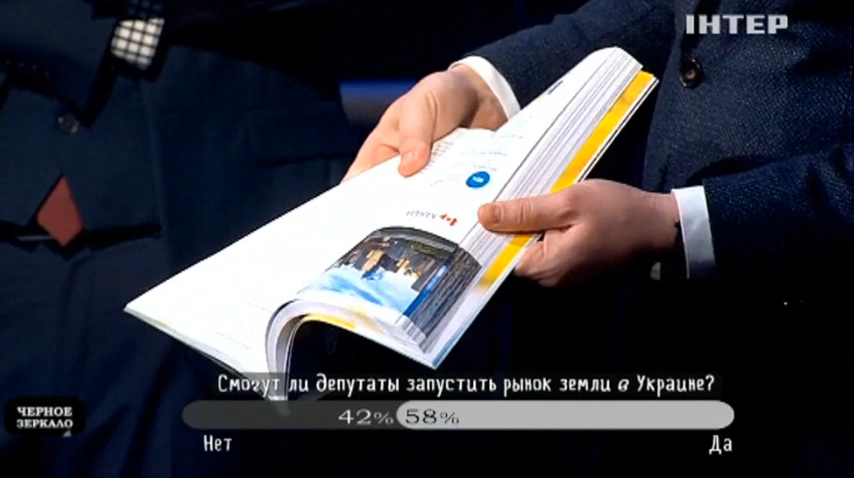 ІНТЕР
Смогут ли депутаты запустить рынок земли в Украине?
42% 58%
Нет
Да
ЧЕРНОЕ
ЗЕРКАЛО